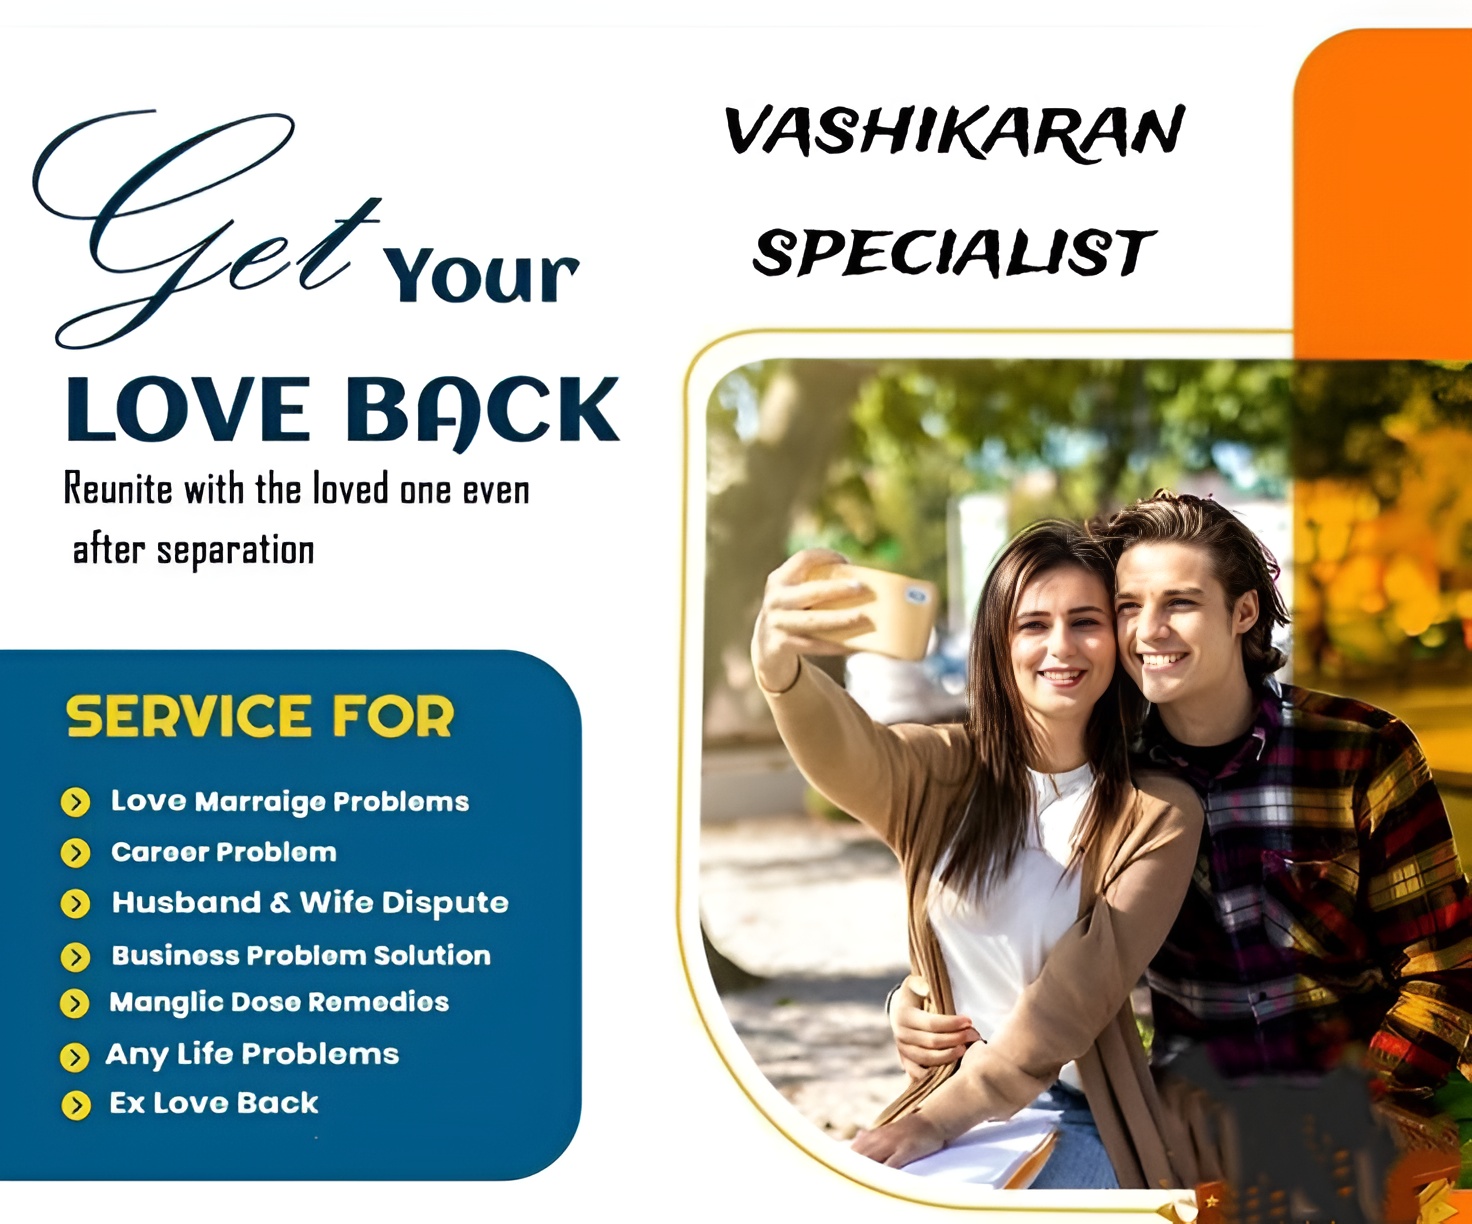 Get Your
LOVE BACK
Reunite with the loved one even
after separation
VASHIKARAN
SPECIALIST
SERVICE FOR
Love Marraige Problems
Career Problem
Husband & Wife Dispute
Business Problem Solution
Manglic Dose Remedies
Any Life Problems
Ex Love Back